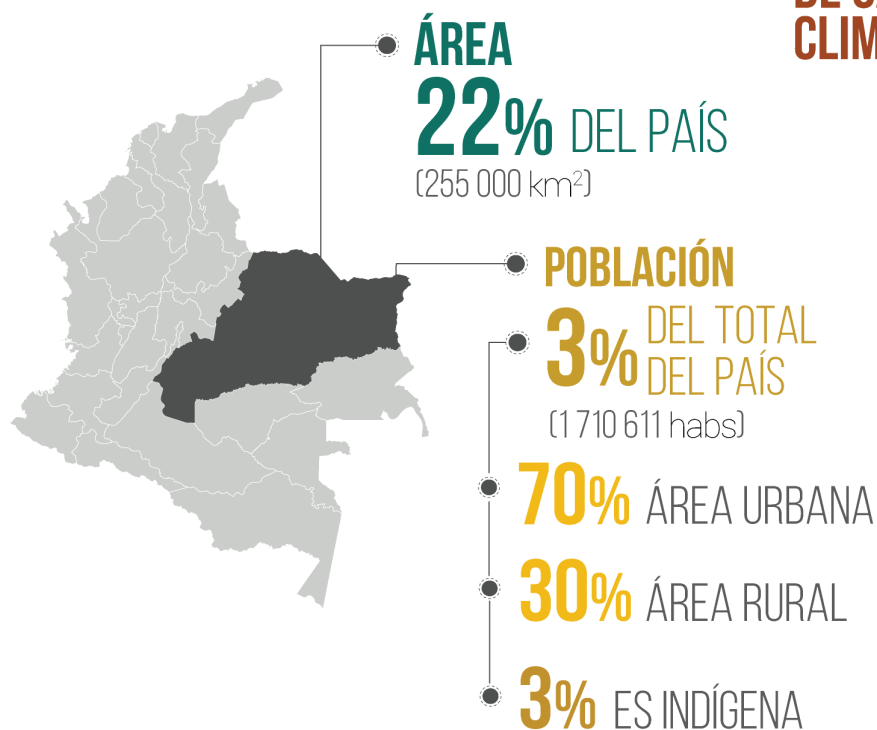 ÁREA
22% DEL PAÍS
(255 000 km²)
POBLACIÓN
3% DEL TOTAL
DEL PAÍS
(1 710 611 habs)
70% ÁREA URBANA
30% ÁREA RURAL
3% ES INDÍGENA